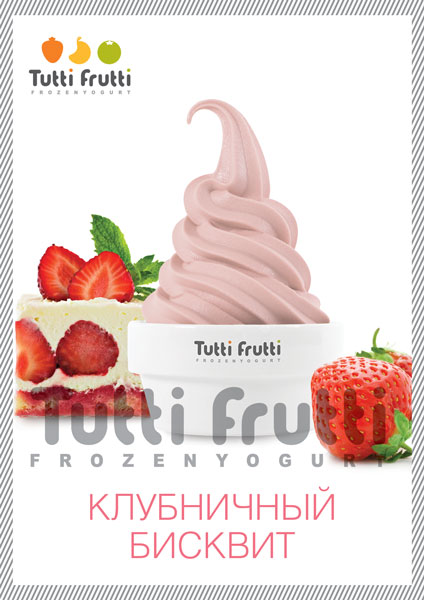 Tutti Frutti
FROZENYOGURT
Tutti Frutti
FROZENYOGURT
Tutti Frutti
FROZENYOGURT
КЛУБНИЧНЫЙ
БИСКВИТ